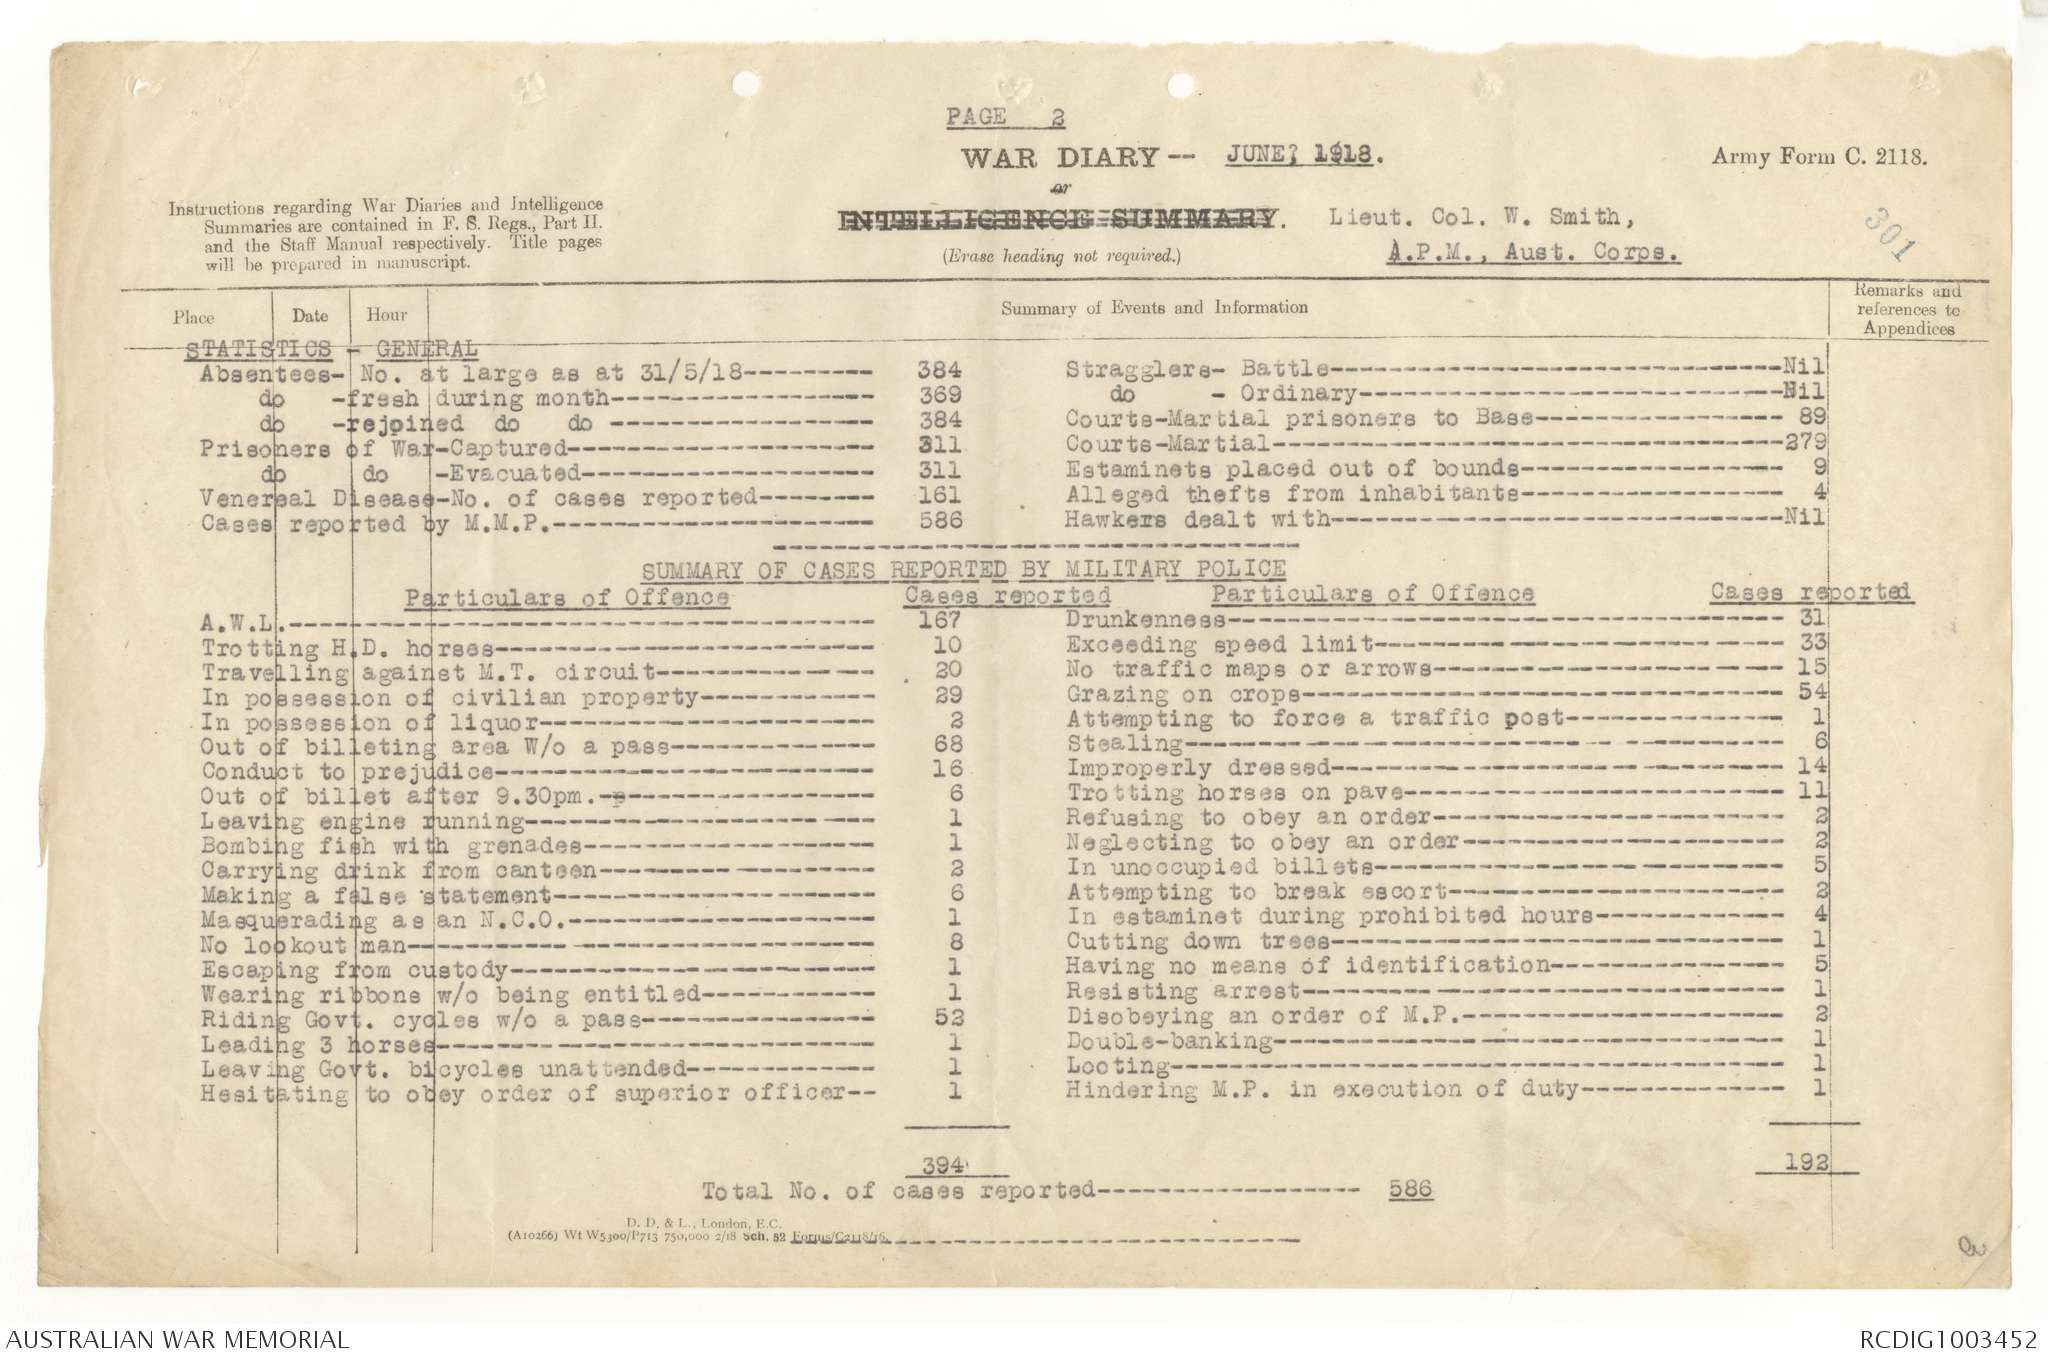 PAGE 2
WAR DIARY -- JUNE, 1918.
Army Form C. 2118.
or
INTELLIGENCE SUMMARY.
(Erase heading not required.)
Lieut. Col. W. Smith,
A.P.M., Aust. Corps.
301
Instructions regarding War Diaries and Intelligence
Summaries are contained in F. S. Regs., Part II.
and the Staff Manual respectively. Title pages
will be prepared in manuscript.
Place Date Hour Summary of Events and Information Remarks and
references to
Appendices
STATISTICS - GENERAL
Absentees- No. at large as at 31/5/18--------- 384
do -fresh during month------------------ 369
do -rejoined do do ------------------ 384
Prisoners of War-Captured--------------------- 311
do do -Evacuated-------------------- 311
Venereal Disease-No. of cases reported-------- 161
Cases reported by M.M.P.---------------------- 586
Stragglers- Battle-------------------------------Nil
do - Ordinary-----------------------------Nil
Courts-Martial prisoners to Base----------------- 89
Courts-Martial-----------------------------------279
Estaminets placed out of bounds------------------ 9
Alleged thefts from inhabitants------------------ 4
Hawkers dealt with-------------------------------Nil
------------------------------------
SUMMARY OF CASES REPORTED BY MILITARY POLICE
Particulars of Offence Cases reported Particulars of Offence Cases reported
A.W.L.---------------------------------------- 167
Trotting H.D. horses-------------------------- 10
Travelling against M.T. circuit--------------- 20
In possession of civilian property------------ 29
In possession of liquor----------------------- 2
Out of billeting area W/o a pass-------------- 68
Conduct to prejudice-------------------------- 16
Out of billet after 9.30pm.------------------- 6
Leaving engine running------------------------ 1
Bombing fish with grenades-------------------- 1
Carrying drink from canteen------------------- 2
Making a false statement---------------------- 6
Masquerading as an N.C.O.--------------------- 1
No lookout man-------------------------------- 8
Escaping from custody------------------------- 1
Wearing ribbons w/o being entitled------------ 1
Riding Govt. cycles w/o a pass---------------- 52
Leading 3 horses------------------------------ 1
Leaving Govt. bicycles unattended------------- 1
Hesitating to obey order of superior officer-- 1
394
Drunkenness-------------------------------------- 31
Exceeding speed limit---------------------------- 33
No traffic maps or arrows------------------------ 15
Grazing on crops--------------------------------- 54
Attempting to force a traffic post--------------- 1
Stealing----------------------------------------- 6
Improperly dressed------------------------------- 14
Trotting horses on pave-------------------------- 11
Refusing to obey an order------------------------ 2
Neglecting to obey an order---------------------- 2
In unoccupied billets---------------------------- 5
Attempting to break escort----------------------- 2
In estaminet during prohibited hours------------- 4
Cutting down trees------------------------------- 1
Having no means of identification---------------- 5
Resisting arrest--------------------------------- 1
Disobeying an order of M.P.---------------------- 2
Double-banking----------------------------------- 1
Looting------------------------------------------ 1
Hindering M.P. in execution of duty-------------- 1
192
Total No. of cases reported------------------ 586
D. D. & L., London, E.C.
(A10266) Wt W5300/P713 750,000 2/18 Sch. 52 Forms/C2118/16.
AUSTRALIAN WAR MEMORIAL
RCDIG1003452